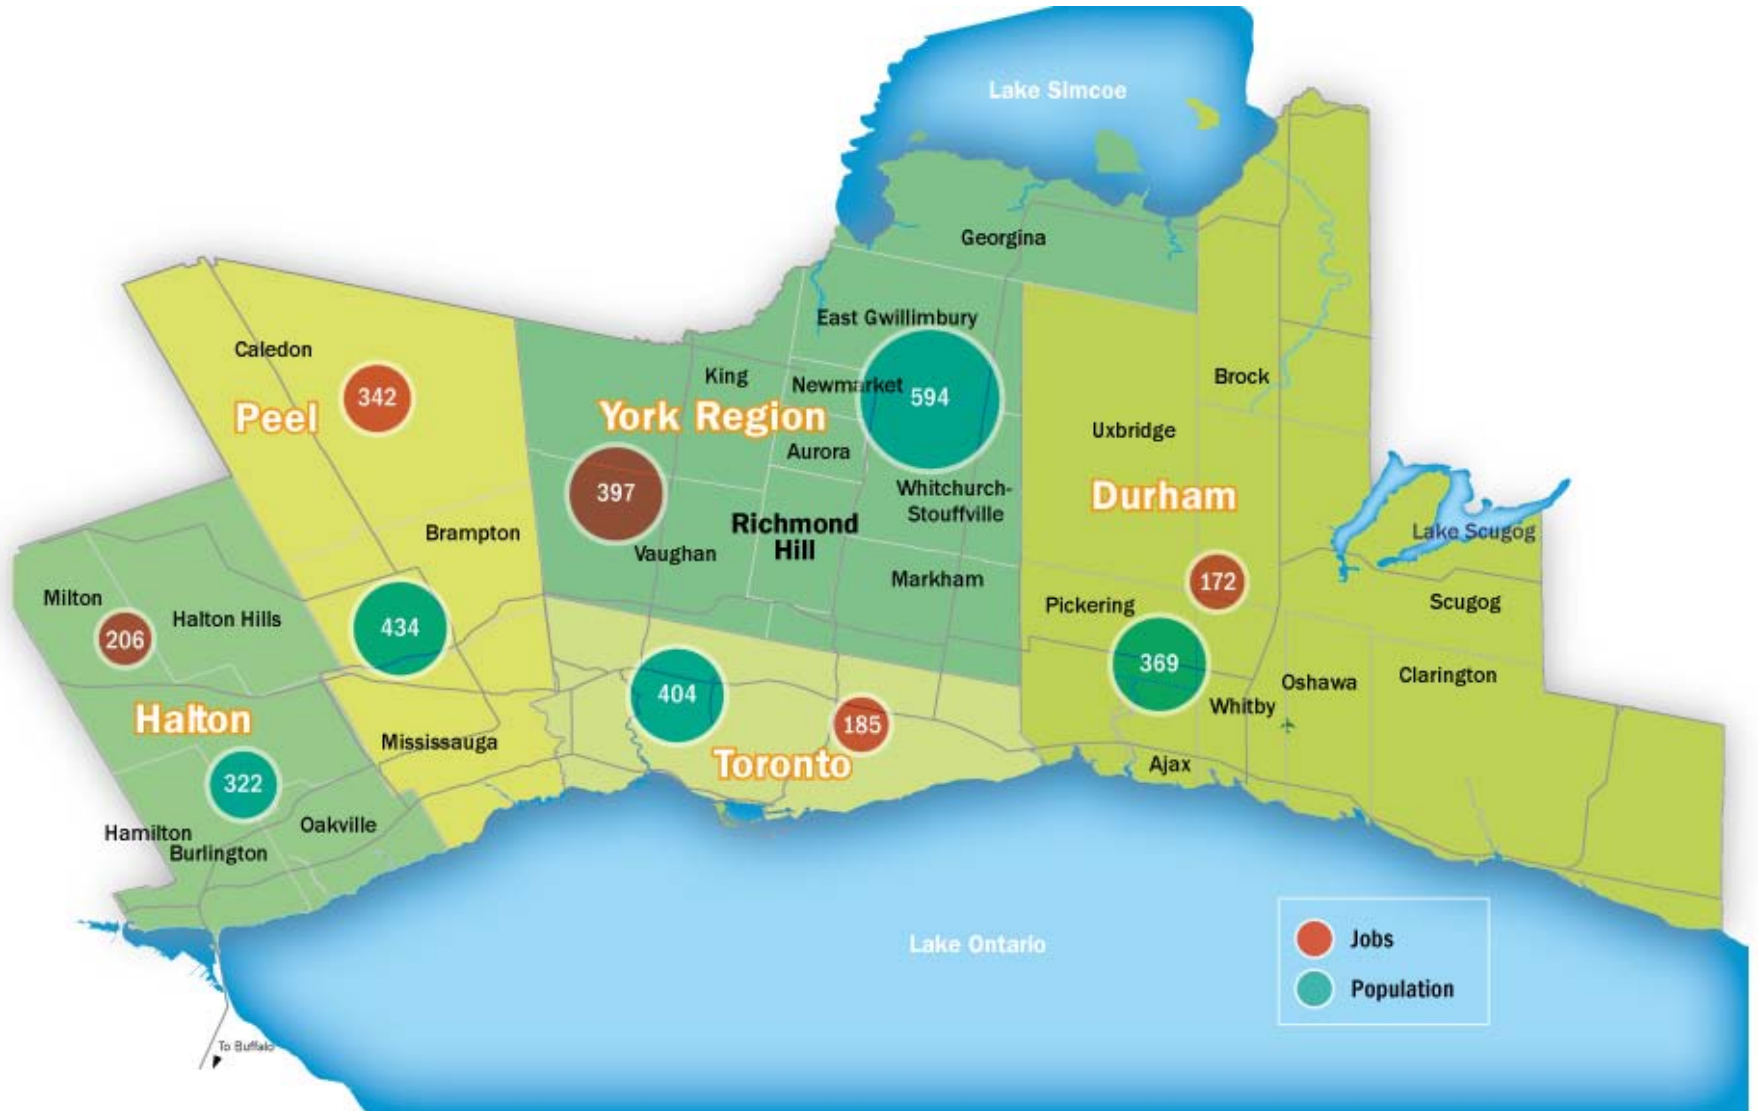 Lake Simcoe
Georgina
East Gwillimbury
Caledon
King
Newmarket
594
Brock
342
Peel
York Region
Uxbridge
Aurora
397
Whitchurch-
Stouffville
Durham
Richmond
Hill
Brampton
Vaughan
Lake Scugog
Markham
172
Milton
Halton Hills
Pickering
Scugog
206
434
369
404
Oshawa
Clarington
Halton
185
Whitby
Mississauga
Toronto
Ajax
322
Hamilton
Oakville
Burlington
Lake Ontario
Jobs
Population
To Buffalo